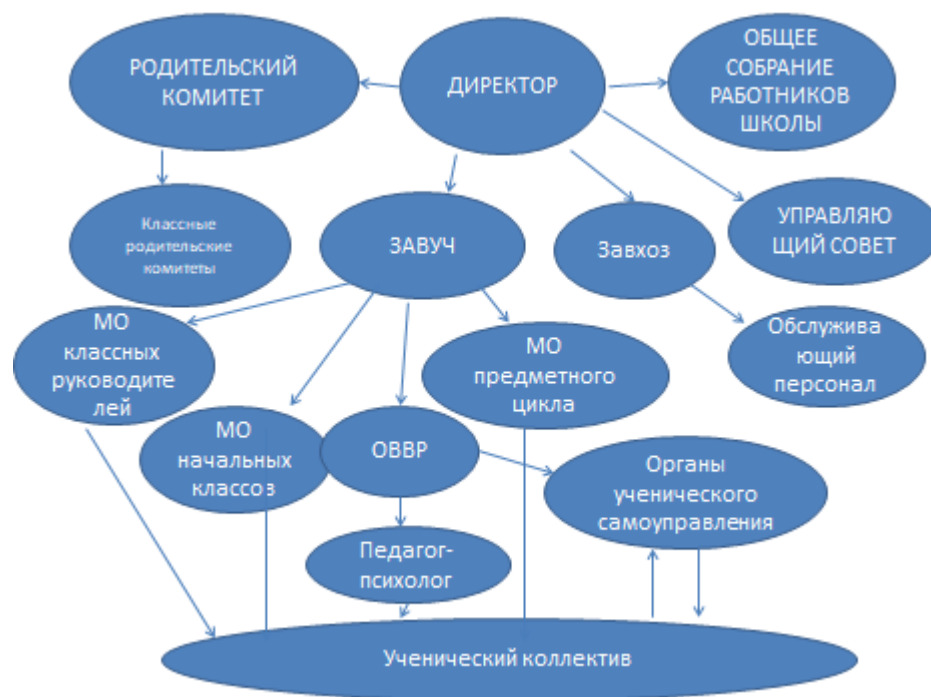 РОДИТЕЛЬСКИЙ
КОМИТЕТ
ДИРЕКТОР
ОБЩЕЕ
СОБРАНИЕ
РАБОТНИКОВ
ШКОЛЫ
Классные
родительские
комитеты
ЗАВУЧ
Завхоз
УПРАВЛЯЮ
ЩИЙ СОВЕТ
МО
классных
руководите
лей
МО
предметного
цикла
Обслужива
ющий
персонал
МО
начальных
классов
ОВВР
Органы
ученического
самоуправления
Педагог-
психолог
Ученический коллектив